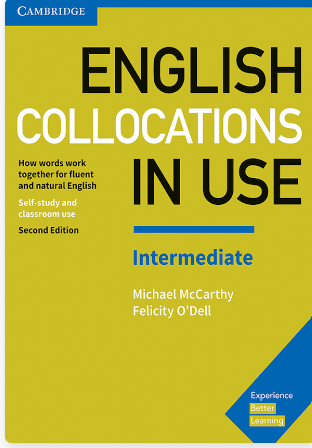 CAMBRIDGE
ENGLISH
COLLOCATIONS
IN USE
How words work
together for fluent
and natural English
Self-study and
classroom use
Second Edition
Intermediate
Michael McCarthy
Felicity O'Dell
Experience
Better
Learning